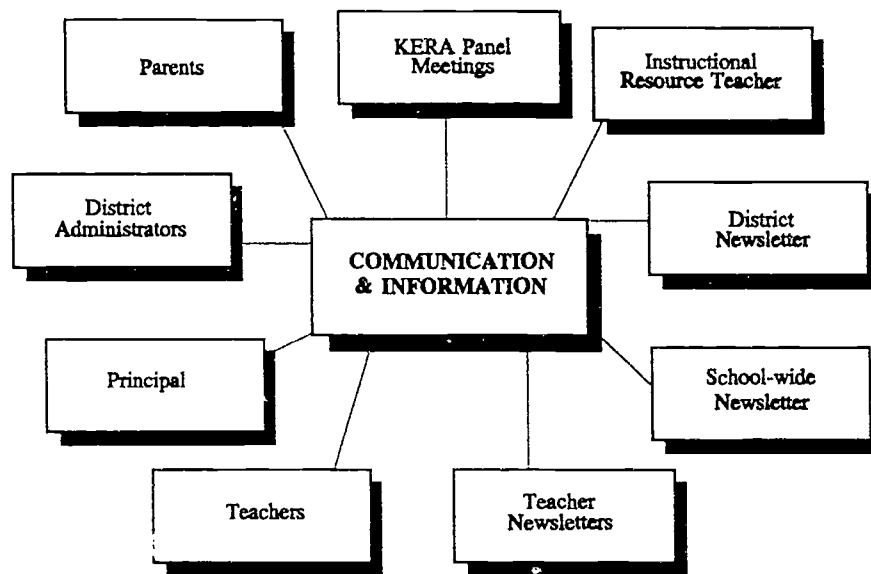 KERA Panel
Meetings
Parents
Instructional
Resource Teacher
District
Administrators
District
Newsletter
COMMUNICATION
& INFORMATION
Principal
School-wide
Newsletter
Teachers
Teacher
Newsletters